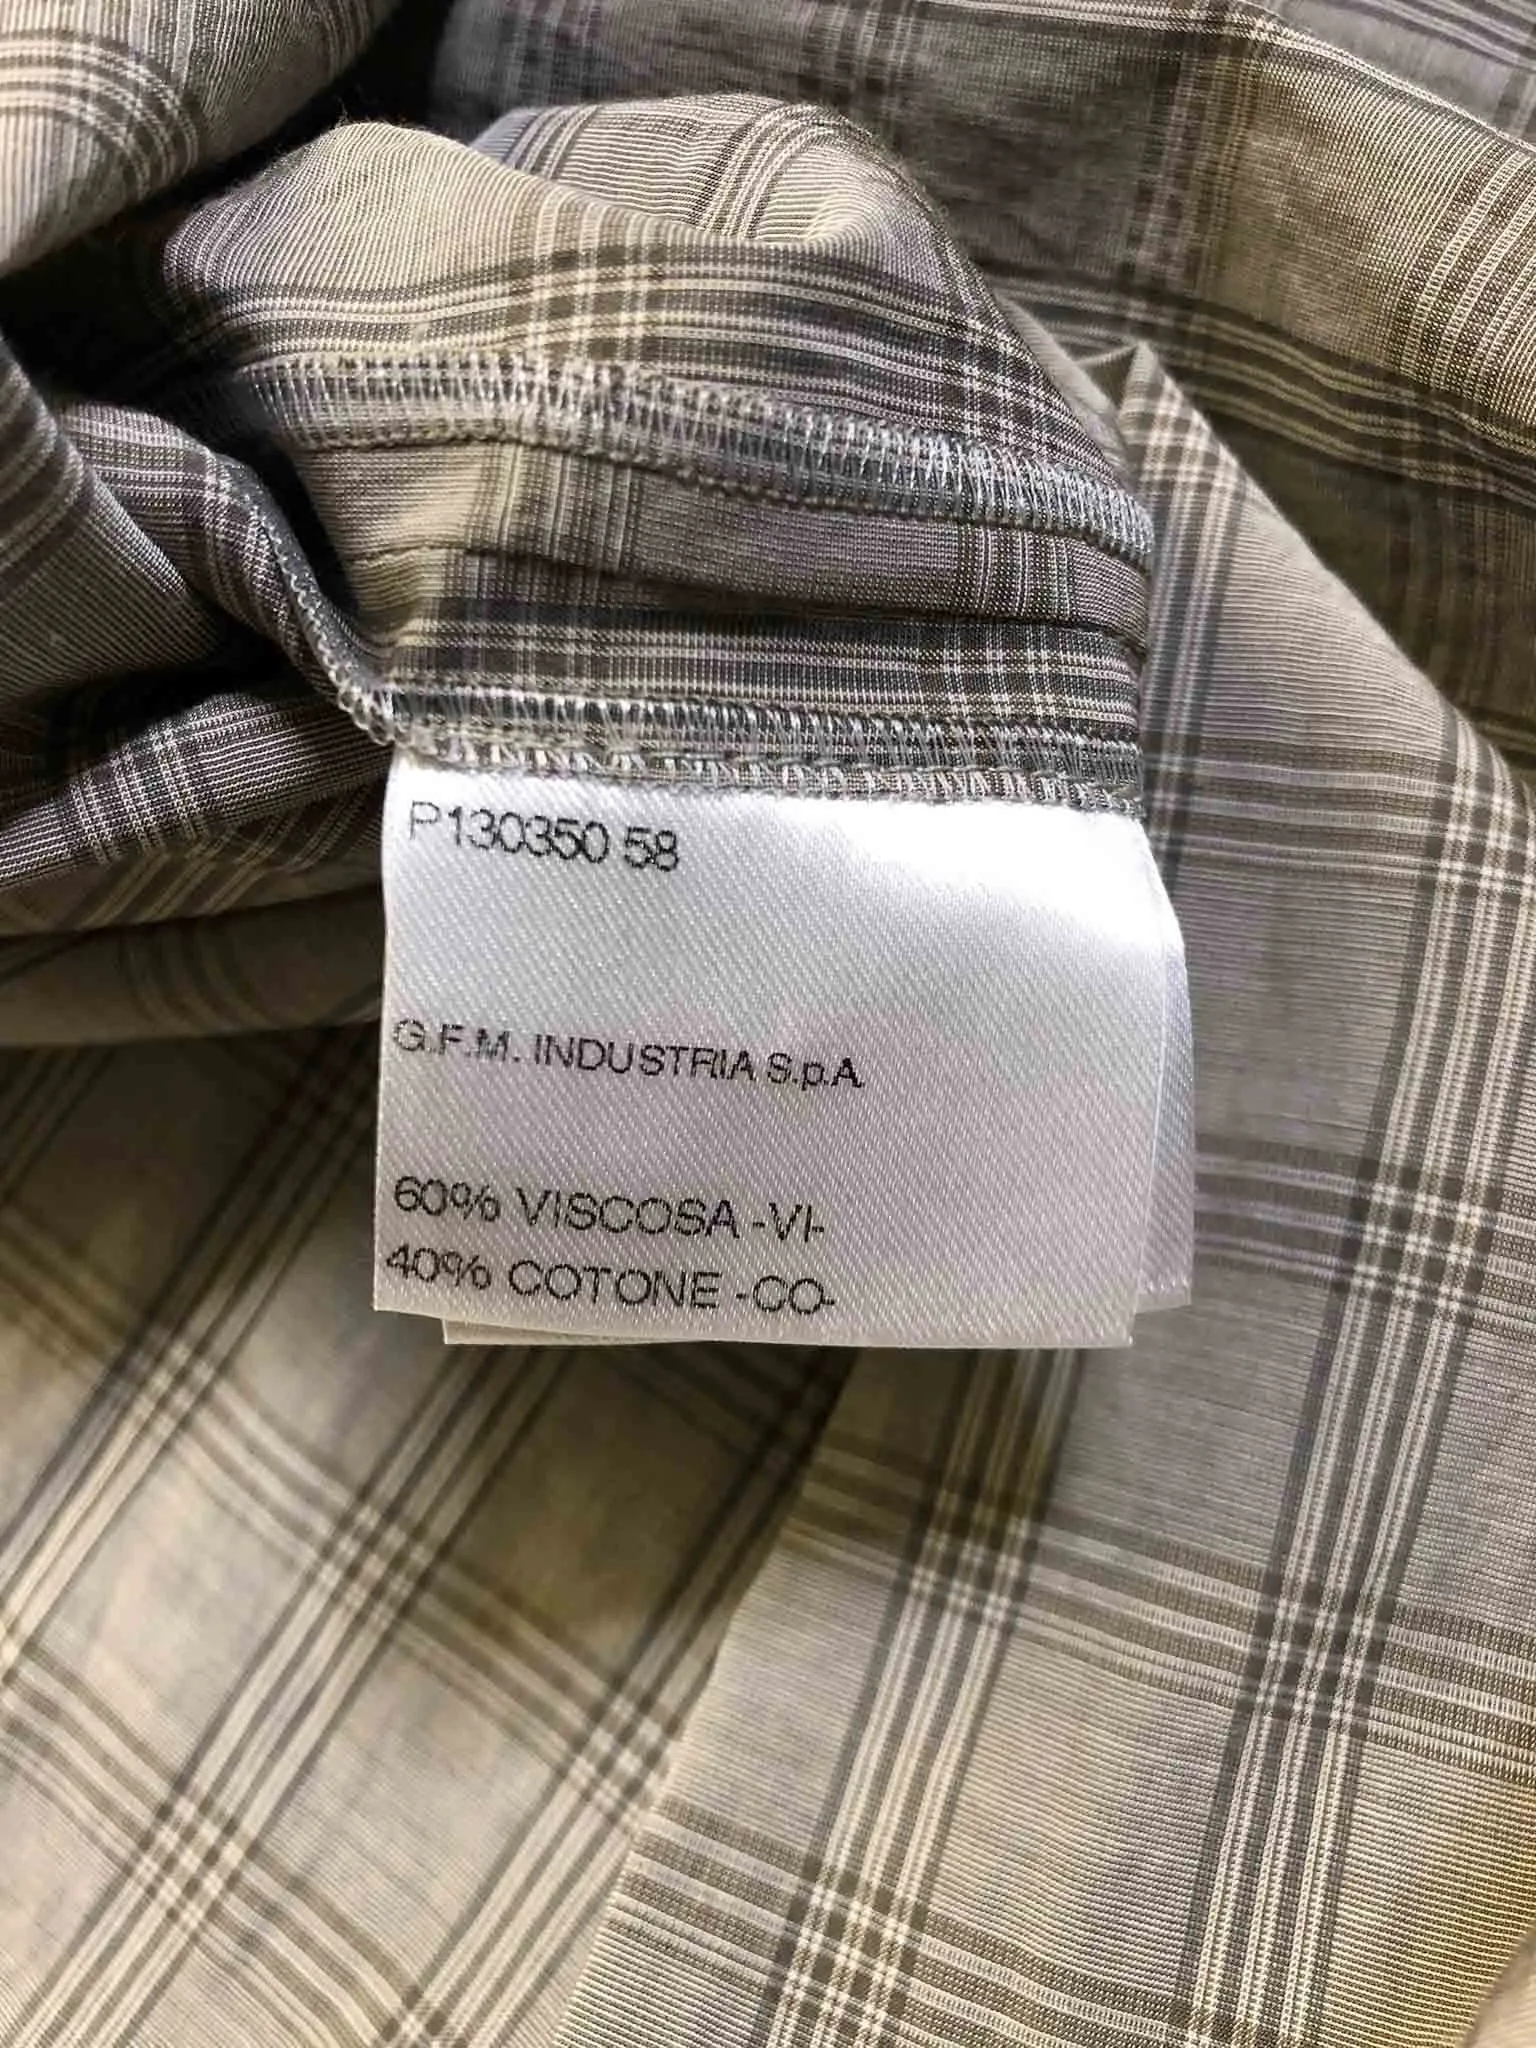 P130350 58
G.F.M. INDUSTRIA S.p.A.
60% VISCOSA -VI-
40% COTONE -CO-